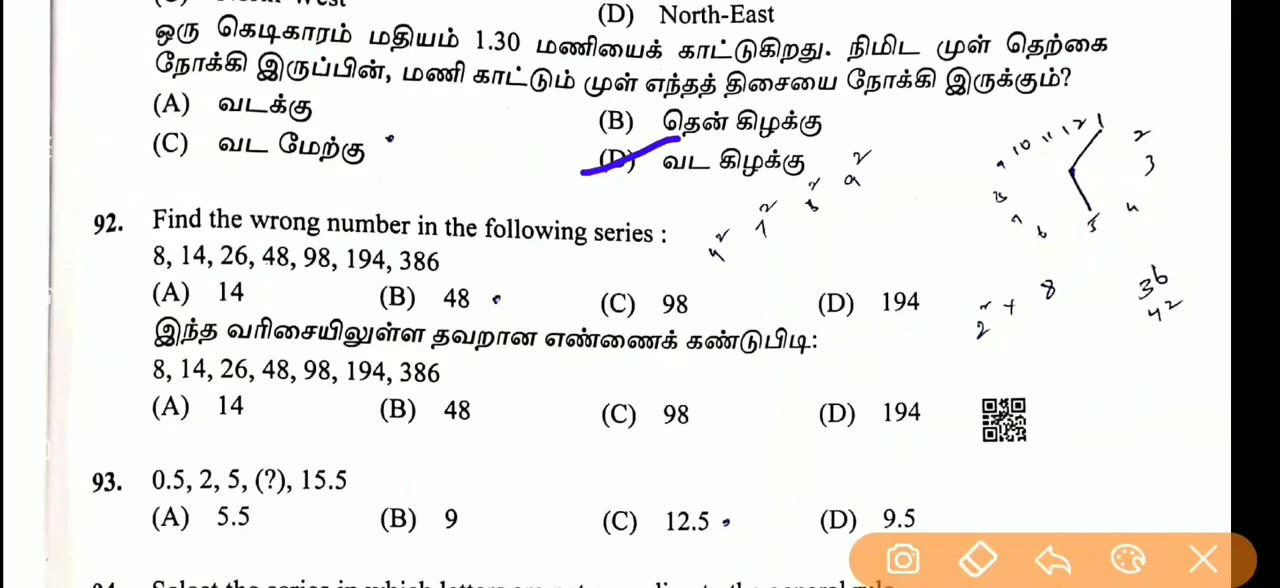 (D) North-East
ஒரு கெடிகாரம் மதியம் 1.30 மணியைக் காட்டுகிறது. நிமிட முள் தெற்கை
நோக்கி இருப்பின், மணி காட்டும் முள் எந்தத் திசையை நோக்கி இருக்கும்?
(A) வடக்கு (B) தென் கிழக்கு
(C) வட மேற்கு (D) வட கிழக்கு
92. Find the wrong number in the following series :
8, 14, 26, 48, 98, 194, 386
(A) 14 (B) 48 (C) 98 (D) 194
இந்த வரிசையிலுள்ள தவறான எண்ணைக் கண்டுபிடி:
8, 14, 26, 48, 98, 194, 386
(A) 14 (B) 48 (C) 98 (D) 194
93. 0.5, 2, 5, (?), 15.5
(A) 5.5 (B) 9 (C) 12.5 (D) 9.5
8
36
42